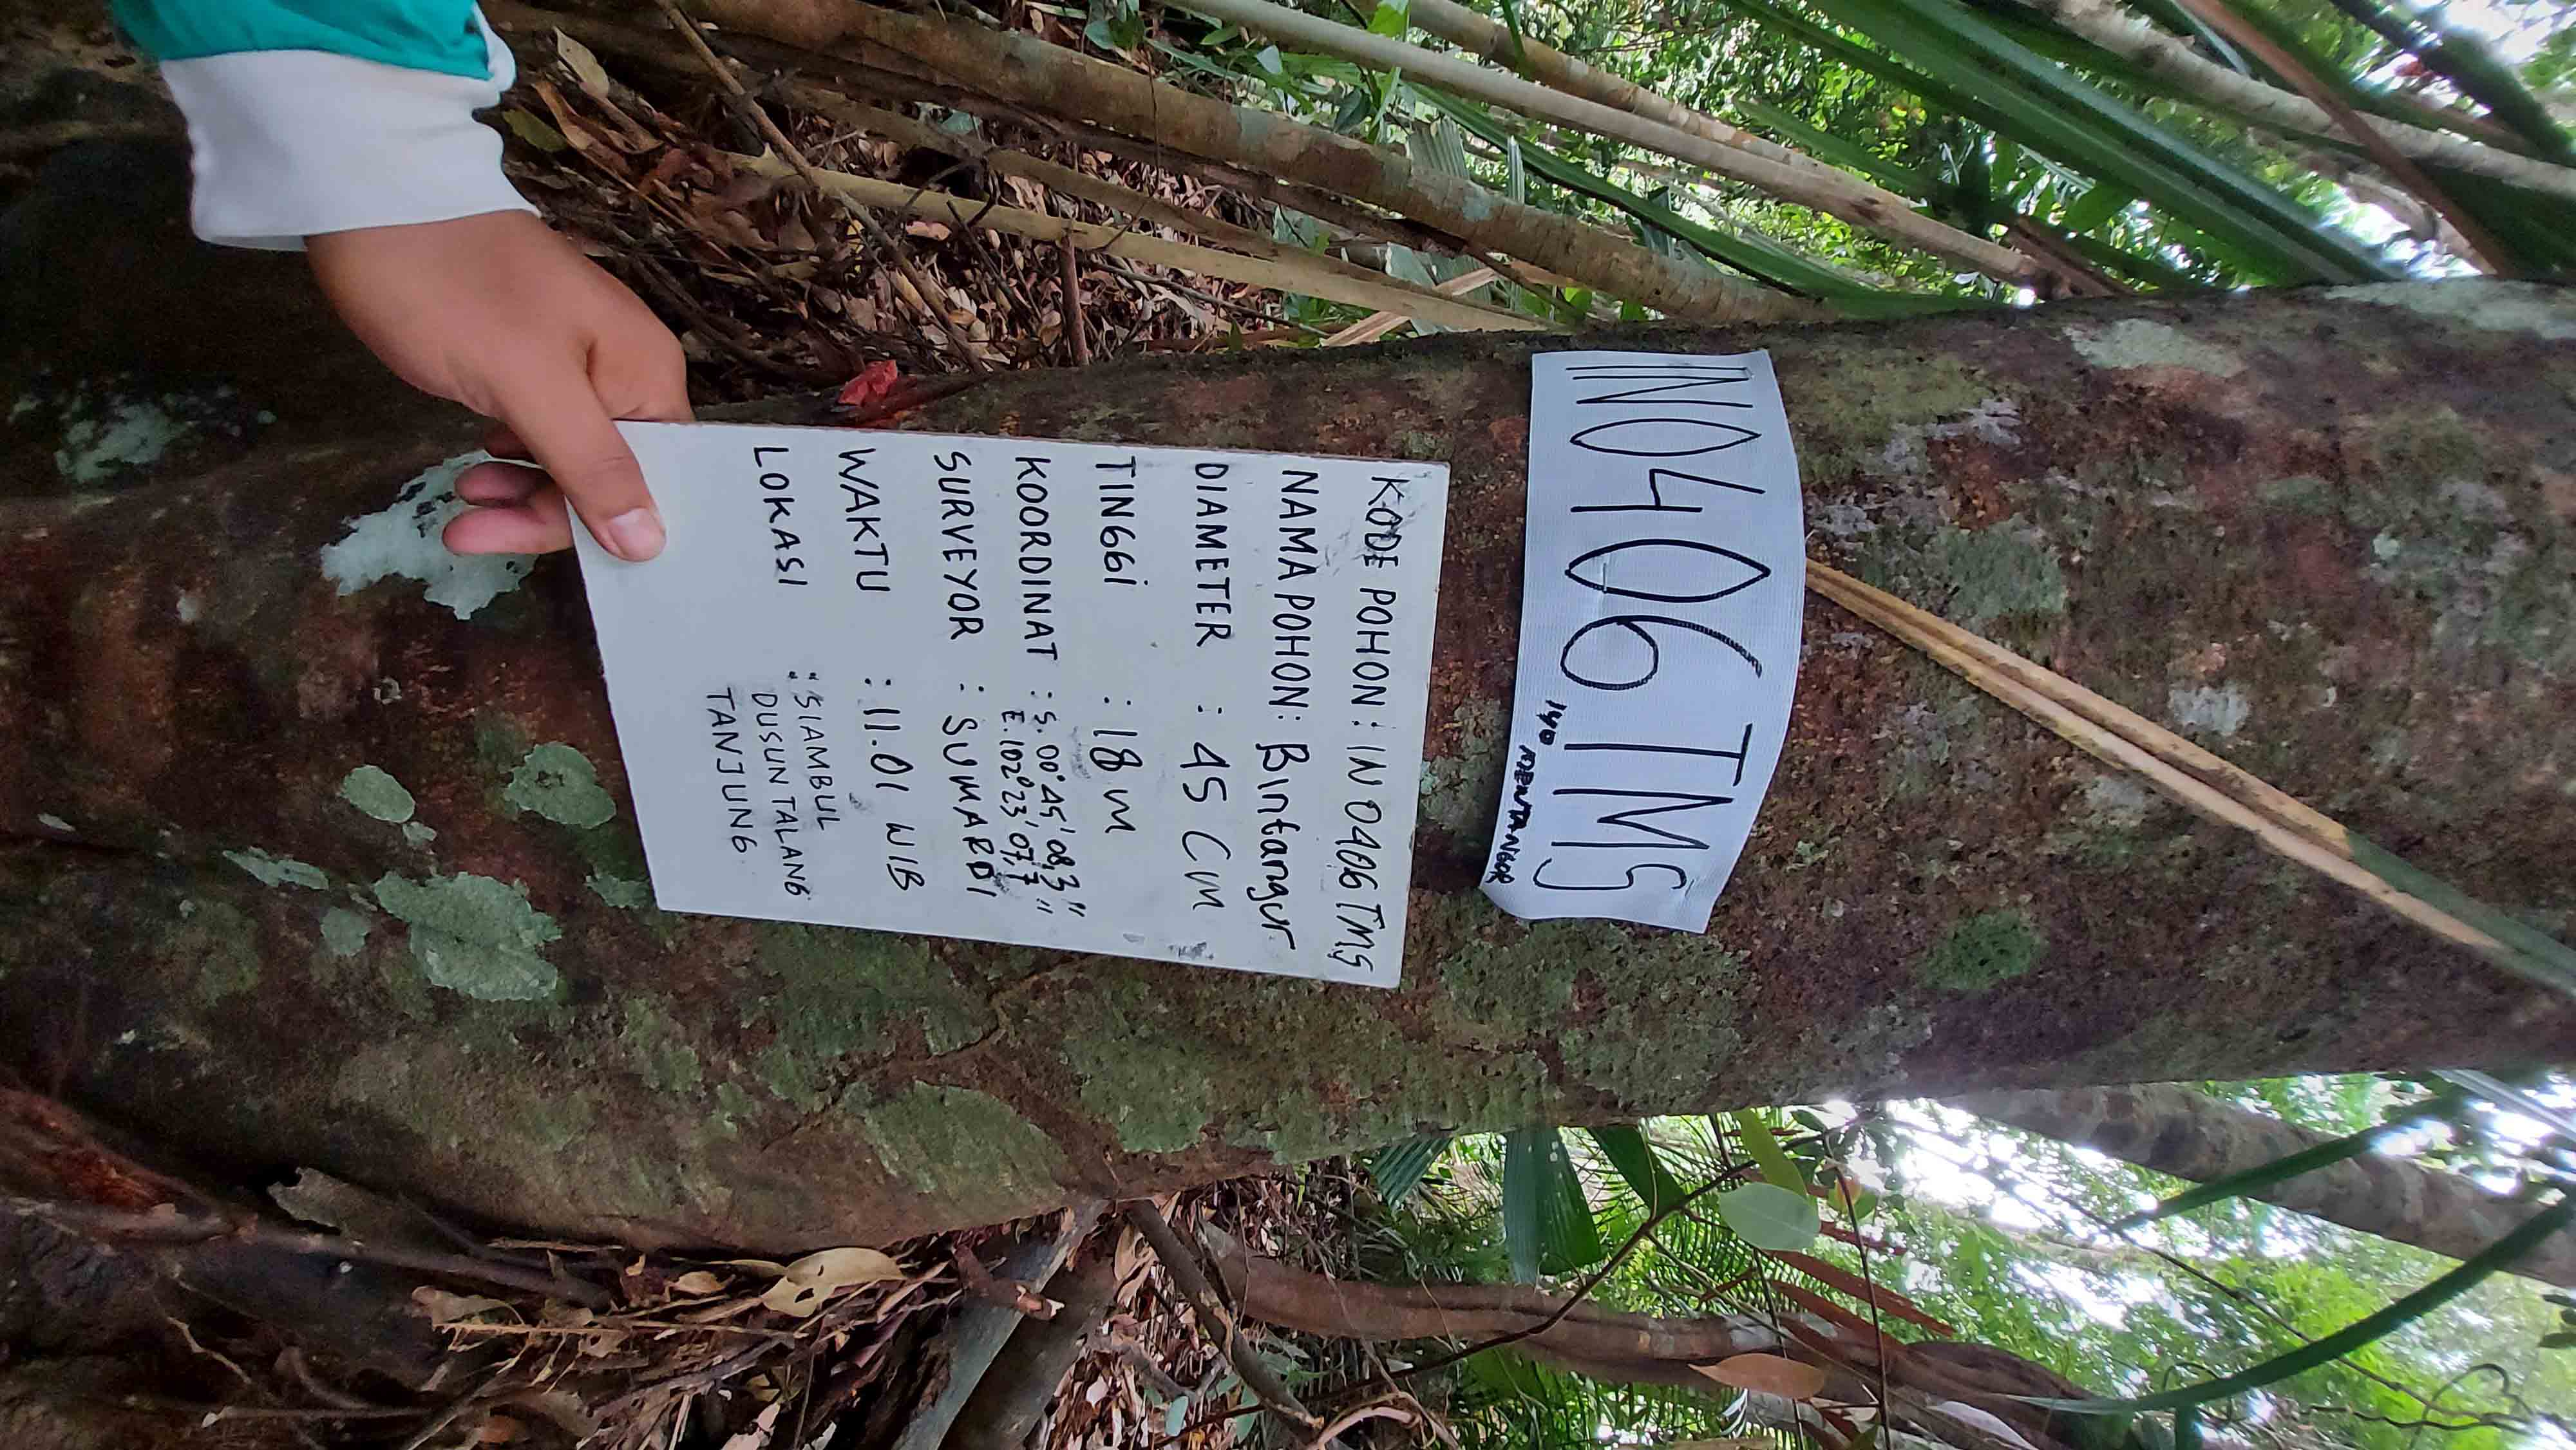 IN0406 TMS
140
MENTANGOR
KODE POHON : IN 0406 TMS
NAMA POHON: Bintangur
DIAMETER : 45 CM
TINGGI : 18 m
KOORDINAT : S. 00° 45' 08,3"
E. 102° 23' 07,7"
SURVEYOR : SUMARDI
WAKTU : 11.01 WIB
LOKASI : SIAMBUL
DUSUN TALANG
TANJUNG